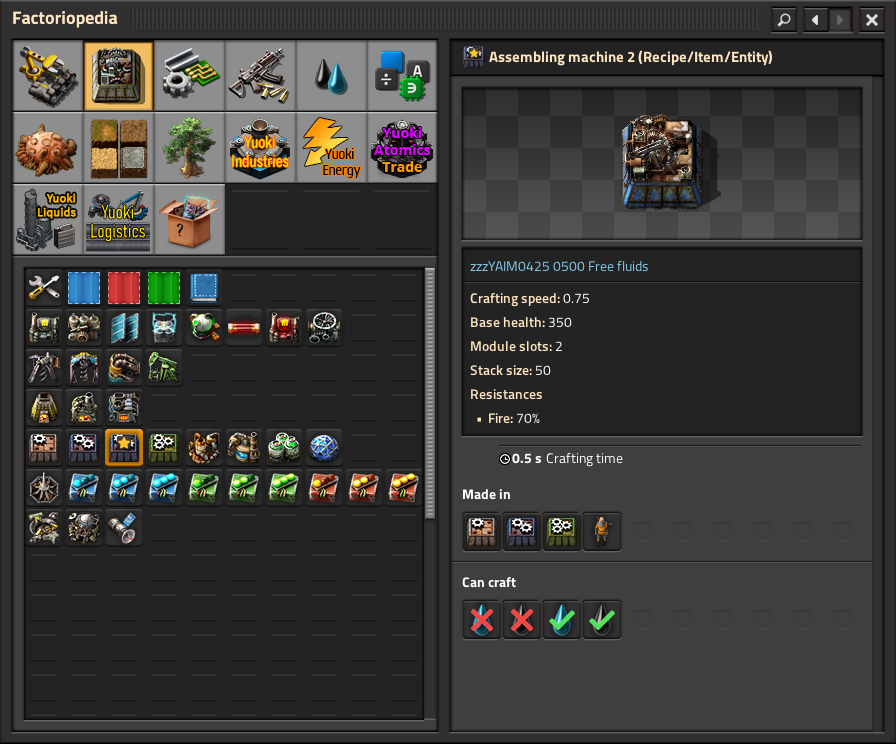 Factoriopedia
Assembling machine 2 (Recipe/Item/Entity)
A
Yuoki
Industries
Yuoki
Energy
Yuoki
Atomics
Trade
Yuoki
Liquids
Yuoki
Logistics
?
zzzYAIM0425 0500 Free fluids
Crafting speed: 0.75
Base health: 350
Module slots: 2
Stack size: 50
Resistances
• Fire: 70%
0.5 s Crafting time
Made in
Can craft